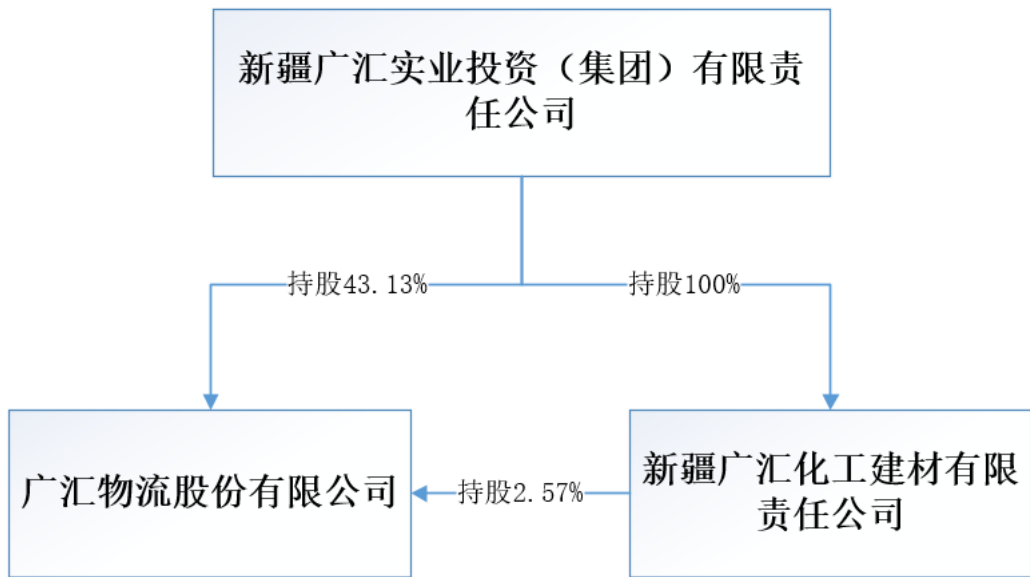 新疆广汇实业投资（集团）有限责
任公司
持股43.13%
持股100%
广汇物流股份有限公司
持股2.57%
新疆广汇化工建材有限
责任公司